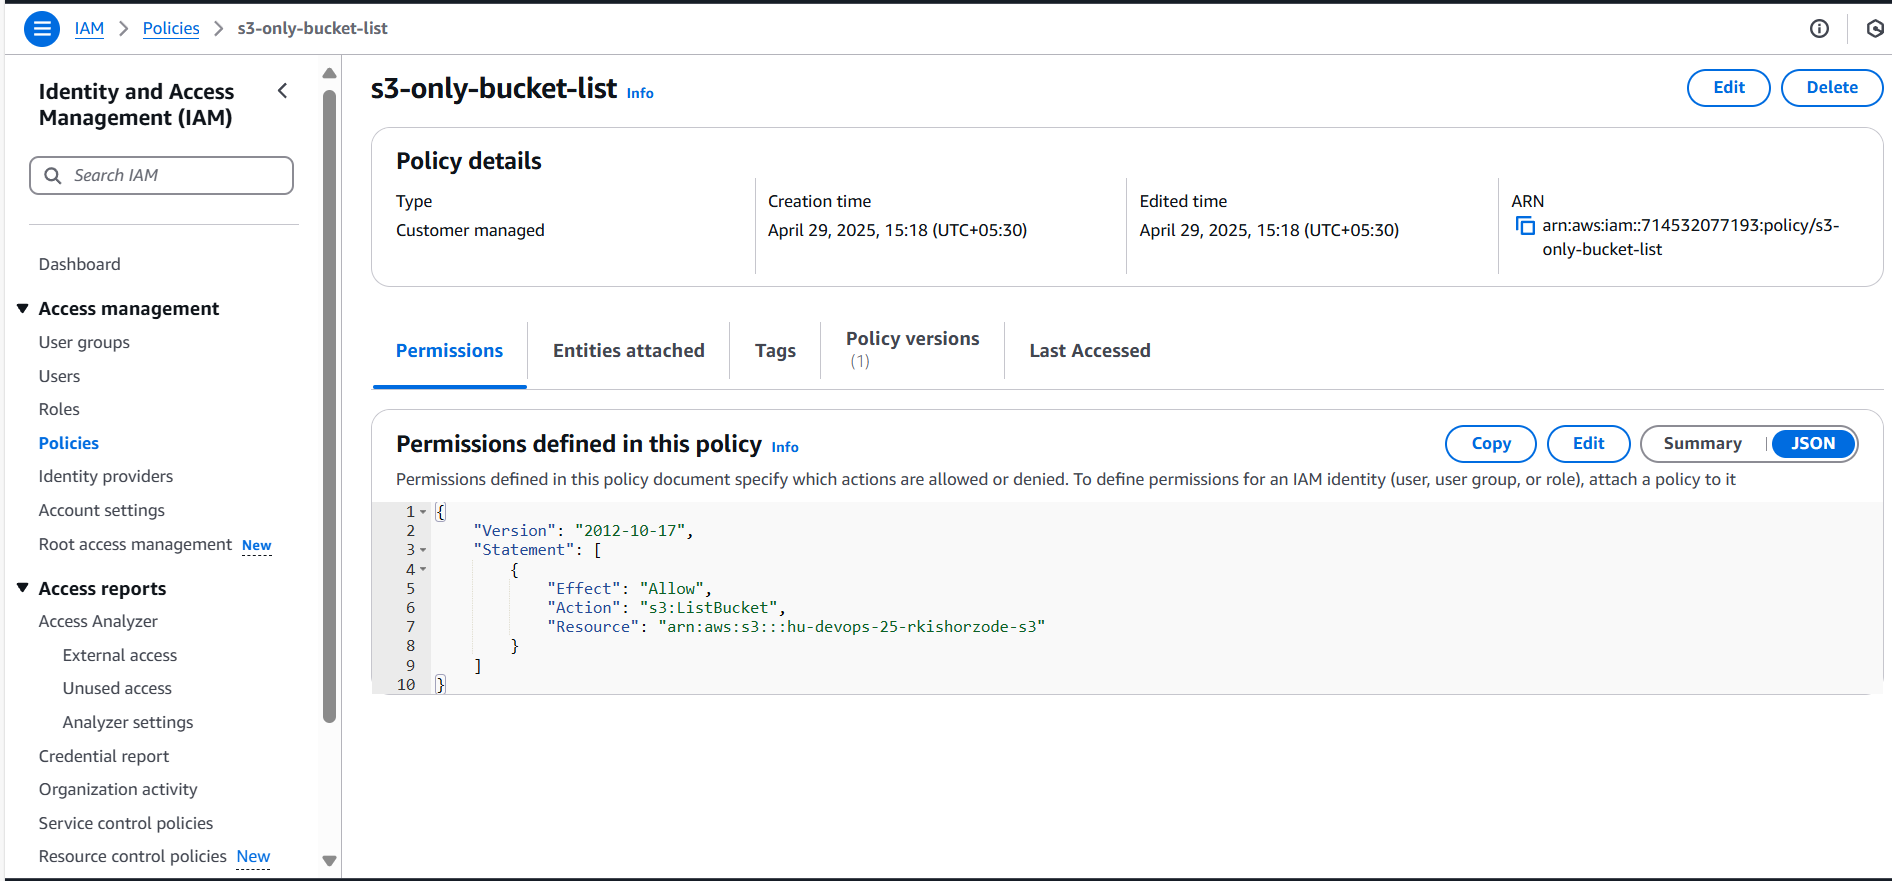 IAM > Policies > s3-only-bucket-list
Identity and Access
Management (IAM)
Search IAM
Dashboard
Access management
User groups
Users
Roles
Policies
Identity providers
Account settings
Root access management New
Access reports
Access Analyzer
External access
Unused access
Analyzer settings
Credential report
Organization activity
Service control policies
Resource control policies New
s3-only-bucket-list Info
Edit Delete
Policy details
Type
Customer managed
Creation time
April 29, 2025, 15:18 (UTC+05:30)
Edited time
April 29, 2025, 15:18 (UTC+05:30)
ARN
arn:aws:iam::714532077193:policy/s3-
only-bucket-list
Permissions
Entities attached
Tags
Policy versions
(1)
Last Accessed
Permissions defined in this policy Info
Copy Edit Summary JSON
Permissions defined in this policy document specify which actions are allowed or denied. To define permissions for an IAM identity (user, user group, or role), attach a policy to it
1 {
2 "Version": "2012-10-17",
3 "Statement": [
4 {
5 "Effect": "Allow",
6 "Action": "s3:ListBucket",
7 "Resource": "arn:aws:s3:::hu-devops-25-rkishorzode-s3"
8 }
9 ]
10 }